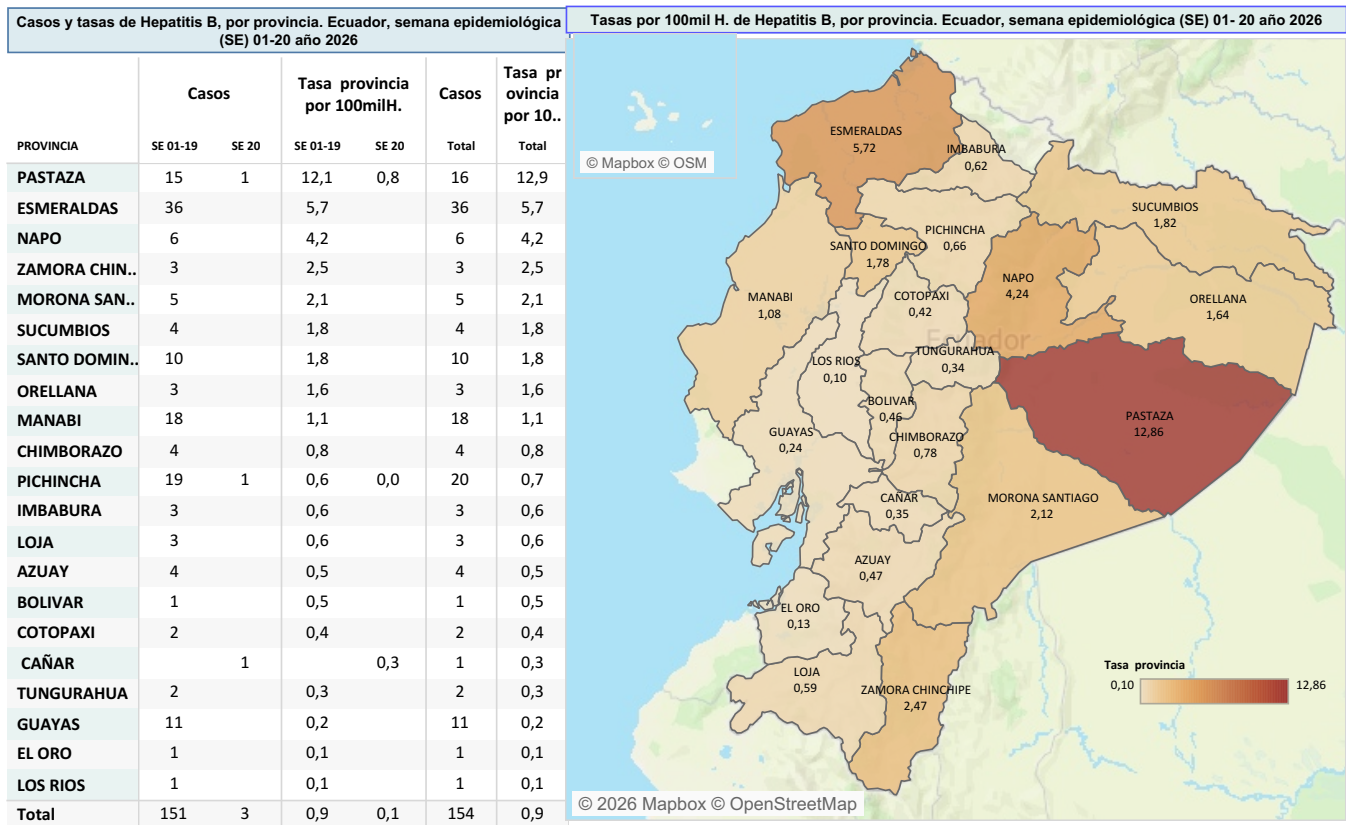 Casos y tasas de Hepatitis B, por provincia. Ecuador, semana epidemiológica
(SE) 01-20 año 2026
Casos
Tasa provincia
por 100milH.
Casos
Tasa pr
ovincia
por 10..
PROVINCIA SE 01-19 SE 20 SE 01-19 SE 20 Total Total
PASTAZA 15 1 12,1 0,8 16 12,9
ESMERALDAS 36 5,7 36 5,7
NAPO 6 4,2 6 4,2
ZAMORA CHIN.. 3 2,5 3 2,5
MORONA SAN.. 5 2,1 5 2,1
SUCUMBIOS 4 1,8 4 1,8
SANTO DOMIN.. 10 1,8 10 1,8
ORELLANA 3 1,6 3 1,6
MANABI 18 1,1 18 1,1
CHIMBORAZO 4 0,8 4 0,8
PICHINCHA 19 1 0,6 0,0 20 0,7
IMBABURA 3 0,6 3 0,6
LOJA 3 0,6 3 0,6
AZUAY 4 0,5 4 0,5
BOLIVAR 1 0,5 1 0,5
COTOPAXI 2 0,4 2 0,4
CAÑAR 1 0,3 1 0,3
TUNGURAHUA 2 0,3 2 0,3
GUAYAS 11 0,2 11 0,2
EL ORO 1 0,1 1 0,1
LOS RIOS 1 0,1 1 0,1
Total 151 3 0,9 0,1 154 0,9
Tasas por 100mil H. de Hepatitis B, por provincia. Ecuador, semana epidemiológica (SE) 01- 20 año 2026
© Mapbox © OSM
ESMERALDAS
5,72
IMBABURA
0,62
SUCUMBIOS
1,82
PICHINCHA
0,66
SANTO DOMINGO
1,78
NAPO
4,24
MANABI
1,08
COTOPAXI
0,42
ORELLANA
1,64
Ecuador
TUNGURAHUA
0,34
LOS RIOS
0,10
BOLIVAR
0,46
PASTAZA
12,86
GUAYAS
0,24
CHIMBORAZO
0,78
CAÑAR
0,35
MORONA SANTIAGO
2,12
AZUAY
0,47
EL ORO
0,13
LOJA
0,59
ZAMORA CHINCHIPE
2,47
Tasa provincia
0,10 12,86
© 2026 Mapbox © OpenStreetMap